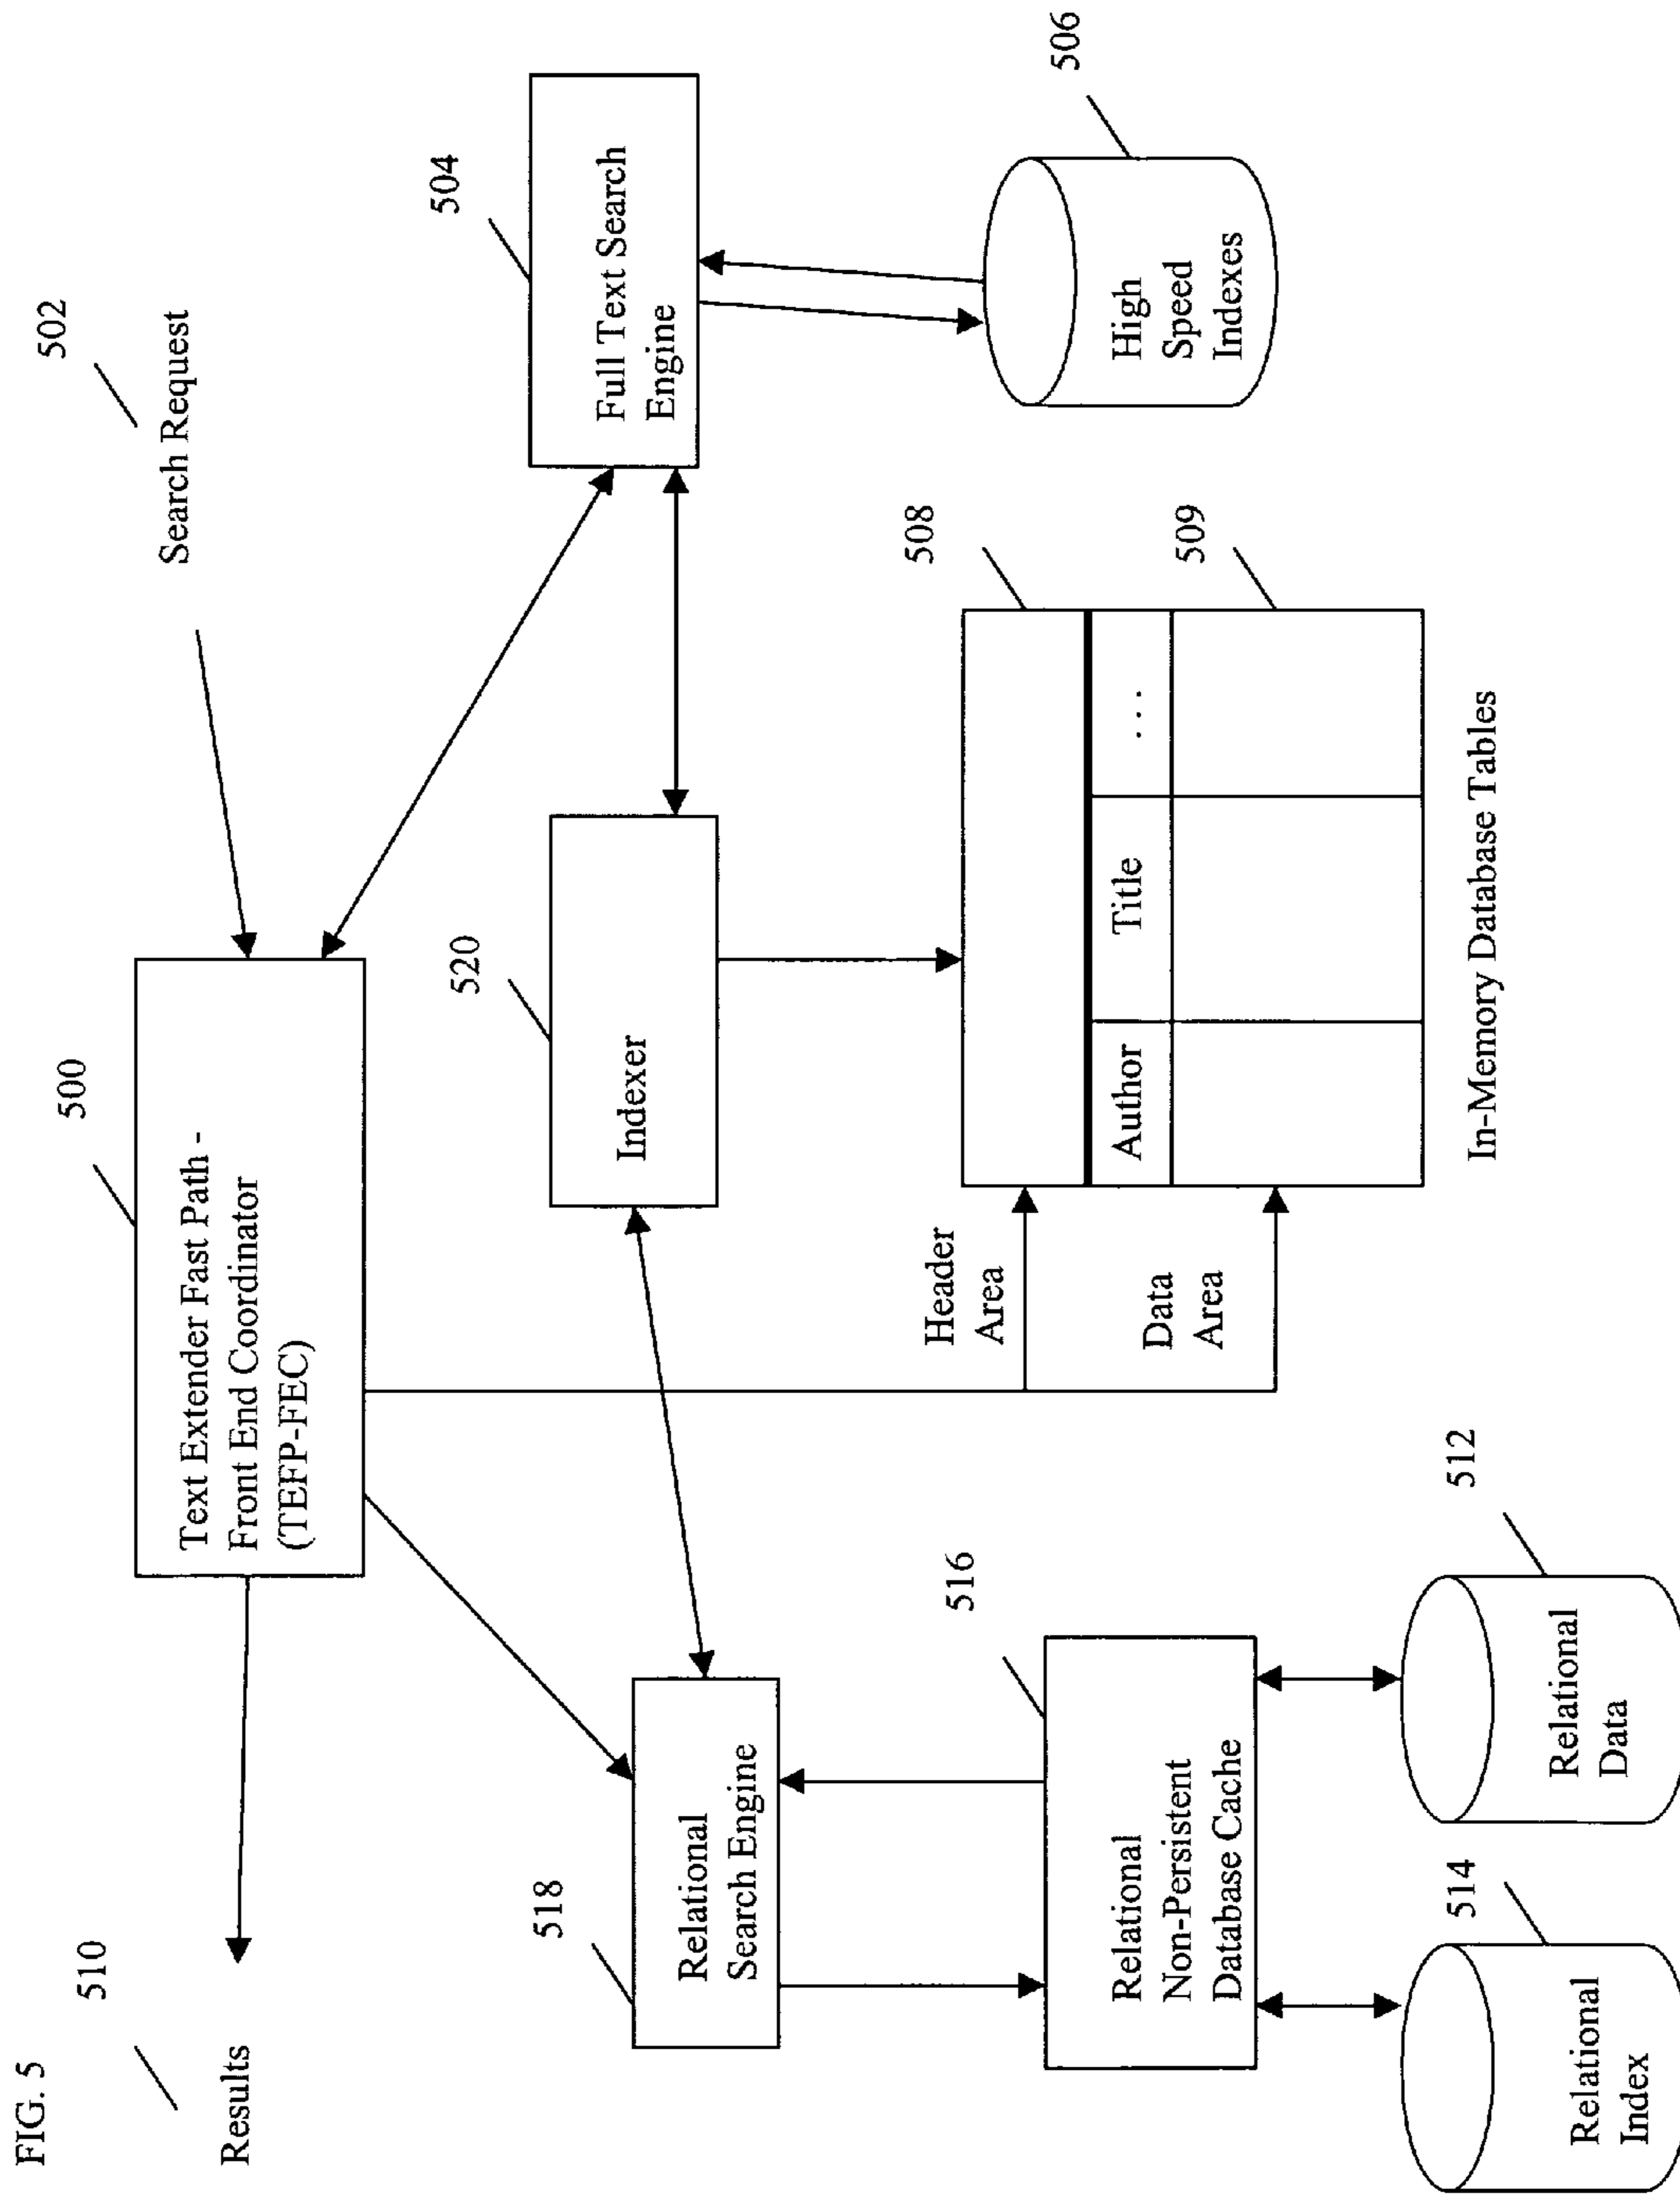 FIG. 5
510
Results
500
Text Extender Fast Path -
Front End Coordinator
(TEFP-FEC)
502
Search Request
504
Full Text Search
Engine
520
Indexer
518
Relational
Search Engine
506
High
Speed
Indexes
508
509
Header
Area
Data
Area
Author
Title
. . .
In-Memory Database Tables
516
Relational
Non-Persistent
Database Cache
514
Relational
Index
512
Relational
Data